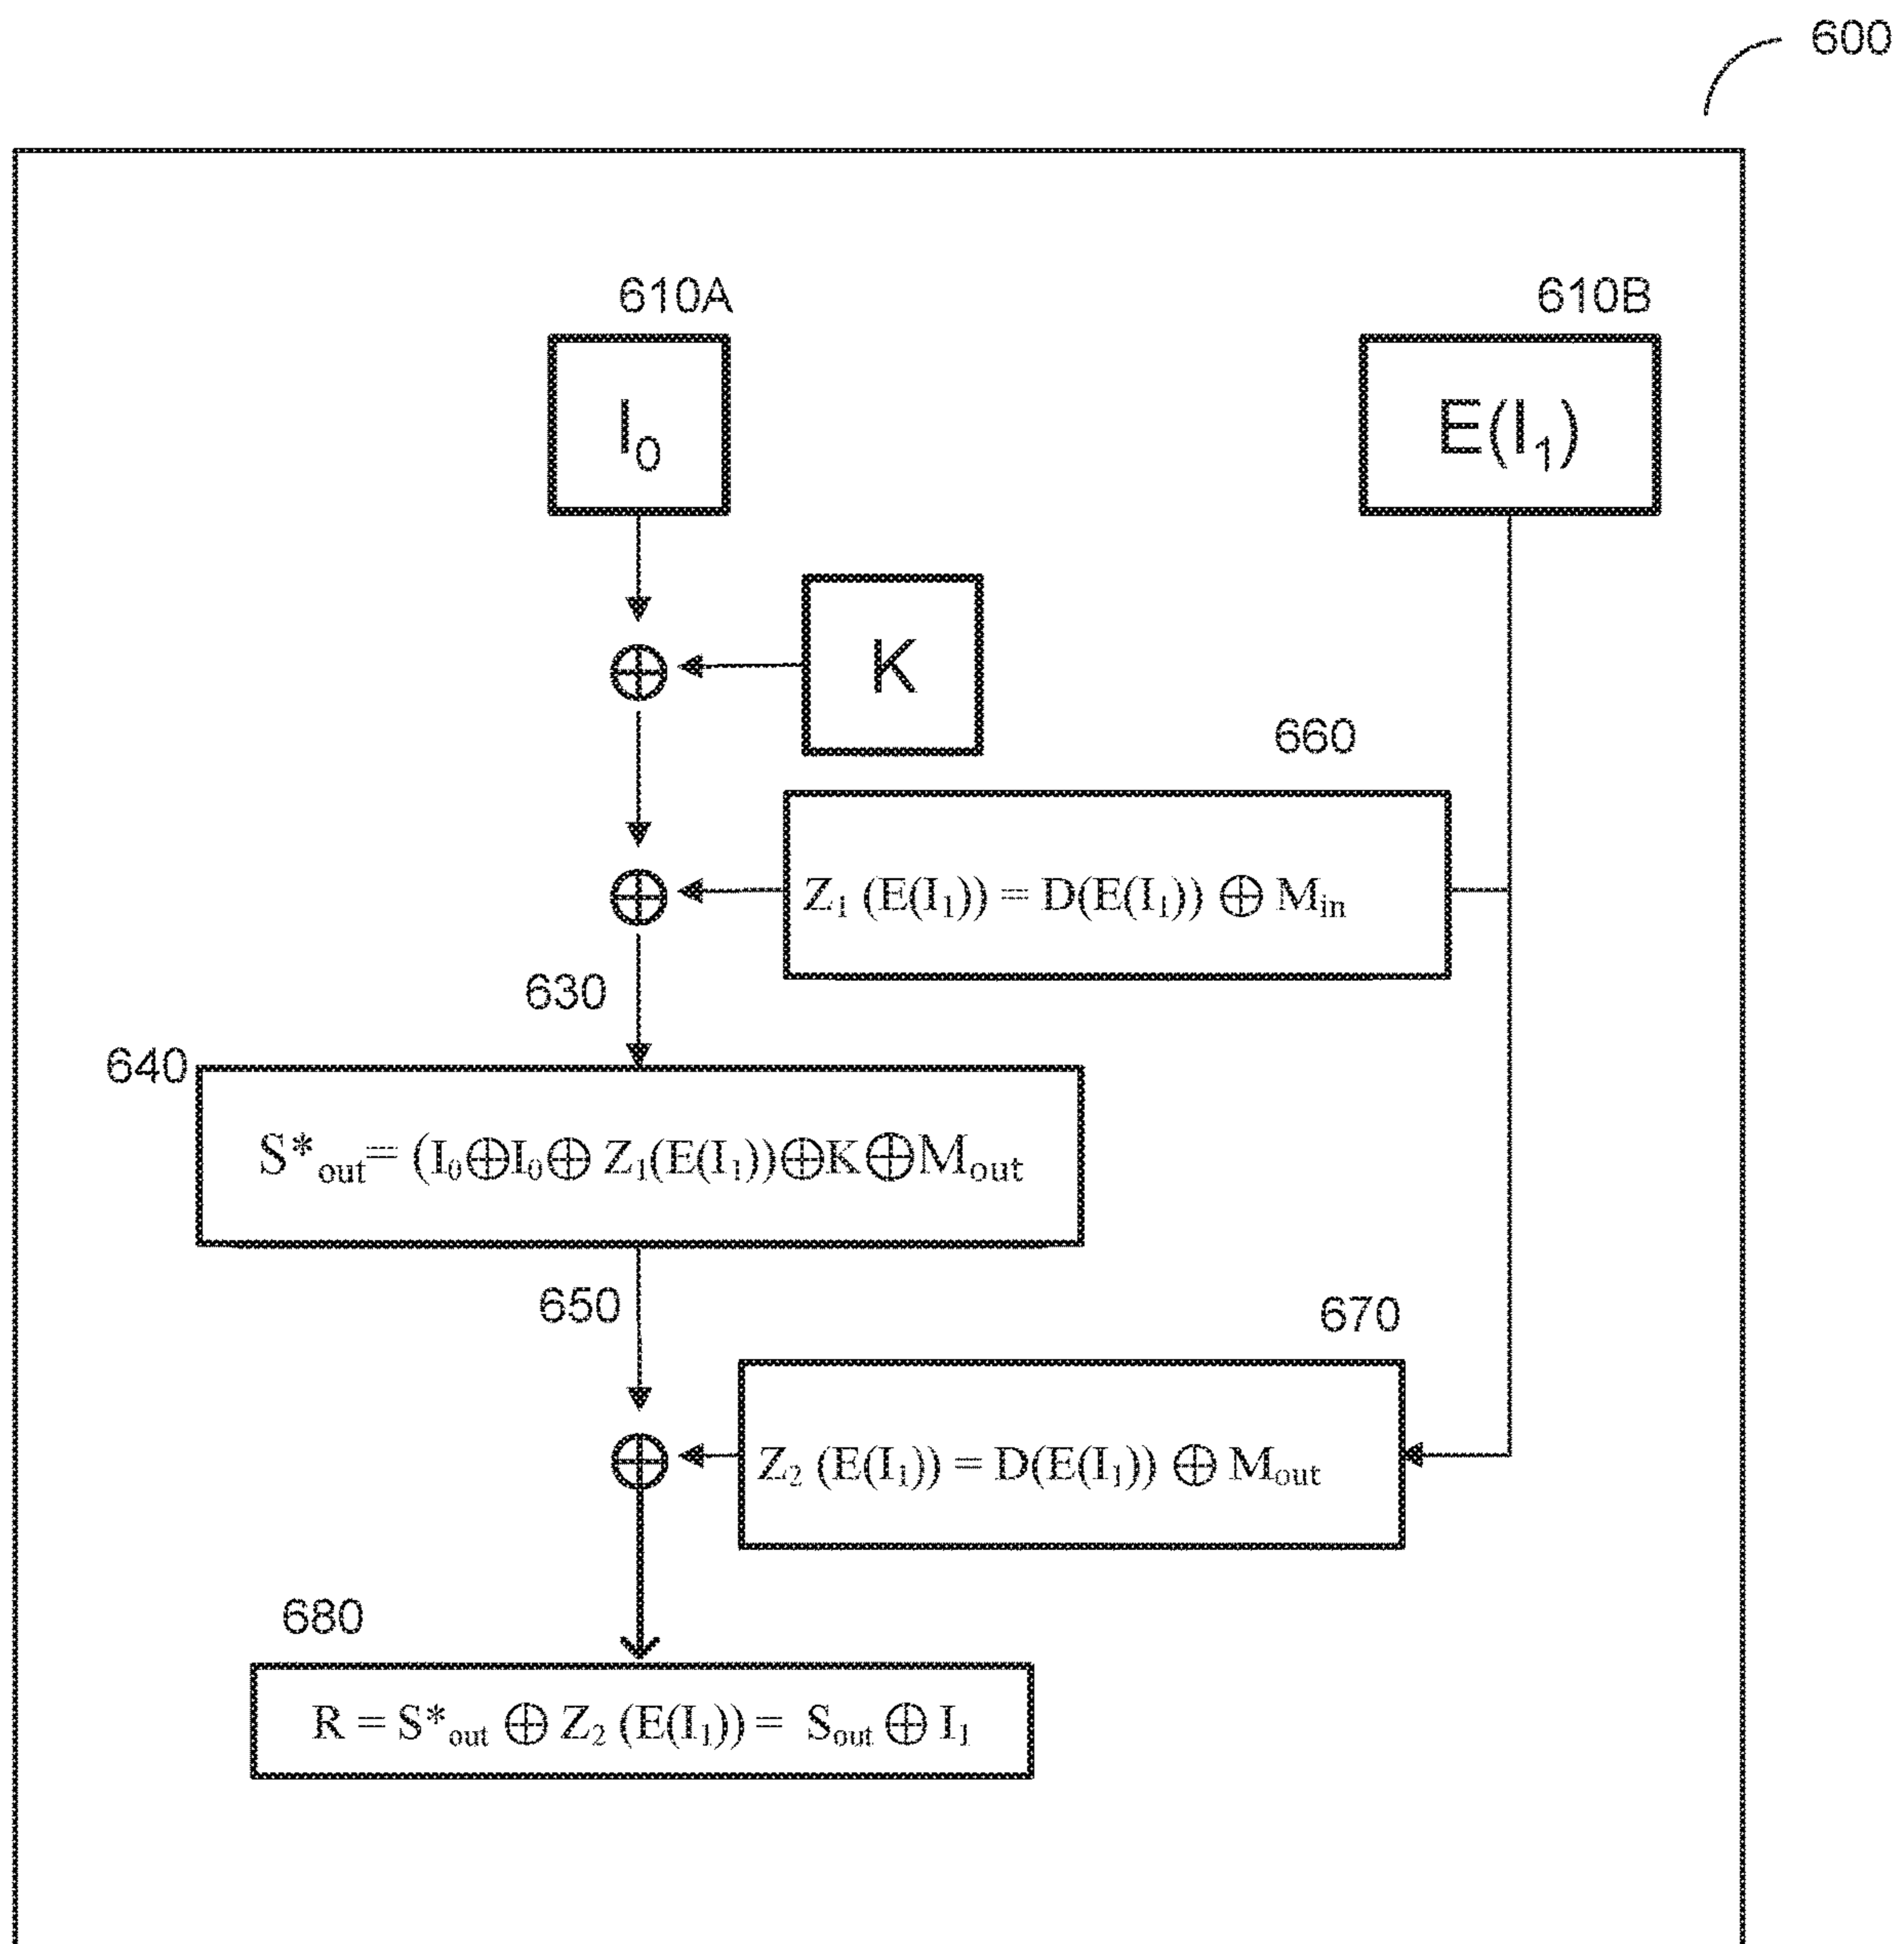 600
610A
610B
I₀
E(I₁)
K
660
Z₁ (E(I₁)) = D(E(I₁)) ⊕ Mᵢₙ
630
640
S*out= (I₀⊕I₀⊕ Z₁(E(I₁))⊕K⊕Mout
650
670
Z₂ (E(I₁)) = D(E(I₁)) ⊕ Mout
680
R = S*out ⊕ Z₂ (E(I₁)) = Sout ⊕ I₁